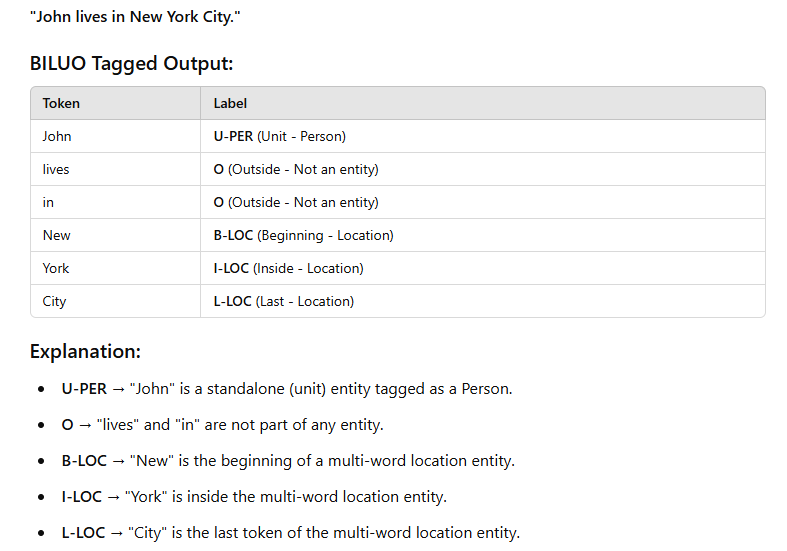 "John lives in New York City."
BILUO Tagged Output:
Token Label
John U-PER (Unit - Person)
lives O (Outside - Not an entity)
in O (Outside - Not an entity)
New B-LOC (Beginning - Location)
York I-LOC (Inside - Location)
City L-LOC (Last - Location)
Explanation:
• U-PER → "John" is a standalone (unit) entity tagged as a Person.
• O → "lives" and "in" are not part of any entity.
• B-LOC → "New" is the beginning of a multi-word location entity.
• I-LOC → "York" is inside the multi-word location entity.
• L-LOC → "City" is the last token of the multi-word location entity.